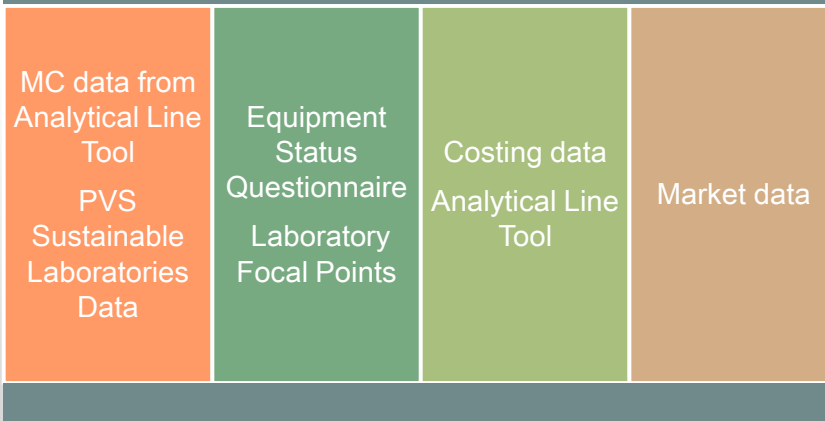 MC data from
Analytical Line
Tool
PVS
Sustainable
Laboratories
Data
Equipment
Status
Questionnaire
Laboratory
Focal Points
Costing data
Analytical Line
Tool
Market data